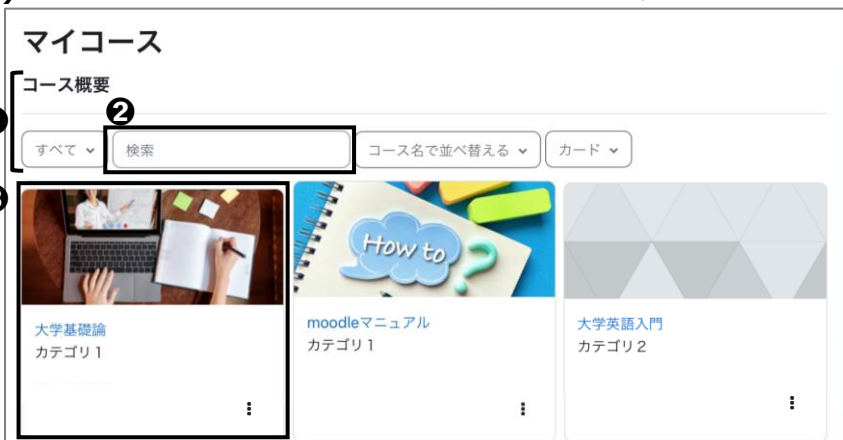 マイコース
コース概要
❷
すべて 検索 コース名で並べ替える カード
How to ?
大学基礎論
カテゴリ1
moodleマニュアル
カテゴリ1
大学英語入門
カテゴリ2